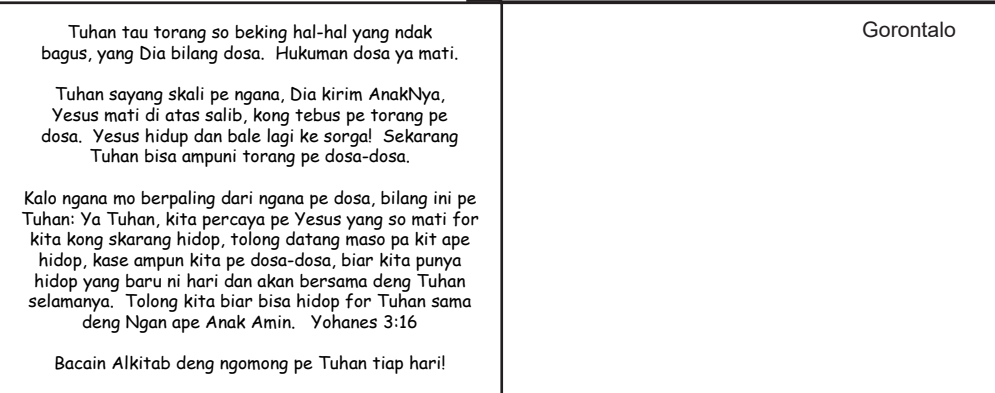 Tuhan tau torang so beking hal-hal yang ndak
bagus, yang Dia bilang dosa.  Hukuman dosa ya mati.
Tuhan sayang skali pe ngana, Dia kirim AnakNya,
Yesus mati di atas salib, kong tebus pe torang pe
dosa.  Yesus hidup dan bale lagi ke sorga!  Sekarang
Tuhan bisa ampuni torang pe dosa-dosa.
Kalo ngana mo berpaling dari ngana pe dosa, bilang ini pe
Tuhan: Ya Tuhan, kita percaya pe Yesus yang so mati for
kita kong skarang hidop, tolong datang maso pa kit ape
hidop, kase ampun kita pe dosa-dosa, biar kita punya
hidop yang baru ni hari dan akan bersama deng Tuhan
selamanya.  Tolong kita biar bisa hidop for Tuhan sama
deng Ngan ape Anak Amin.   Yohanes 3:16
Bacain Alkitab deng ngomong pe Tuhan tiap hari!
Gorontalo